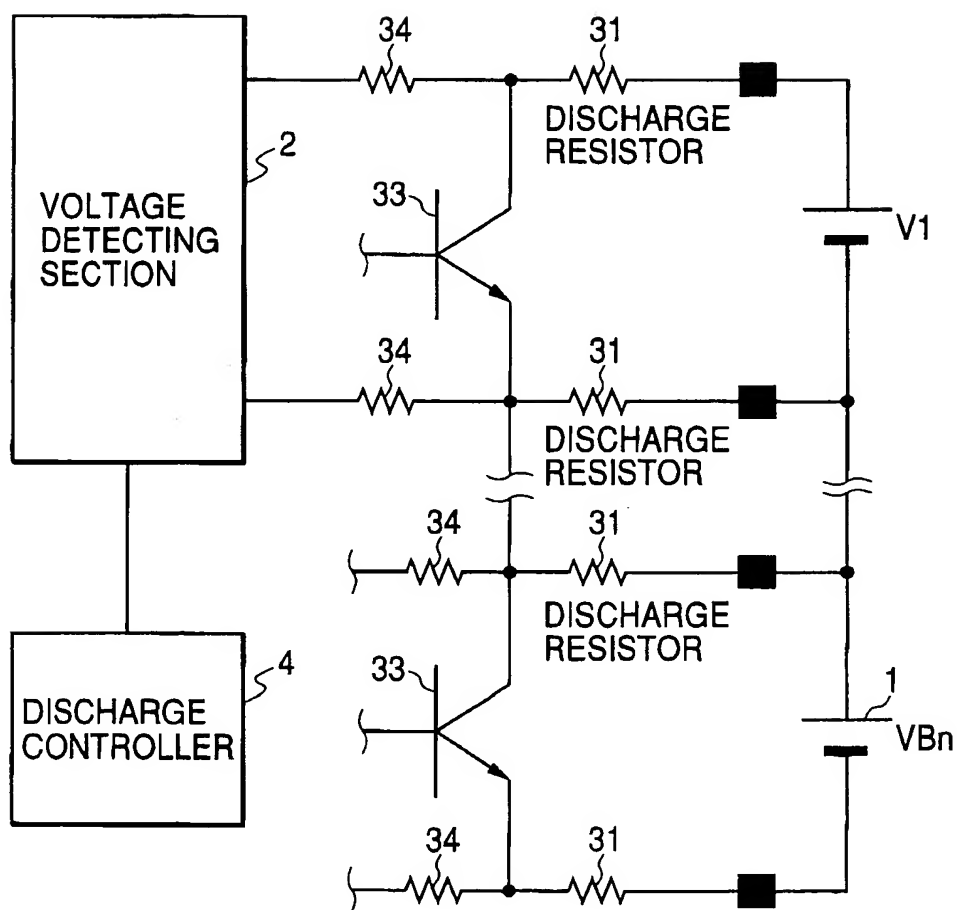 34
31
DISCHARGE
RESISTOR
2
VOLTAGE
DETECTING
SECTION
33
V1
34
31
DISCHARGE
RESISTOR
34
31
DISCHARGE
RESISTOR
4
DISCHARGE
CONTROLLER
33
1
VBn
34
31